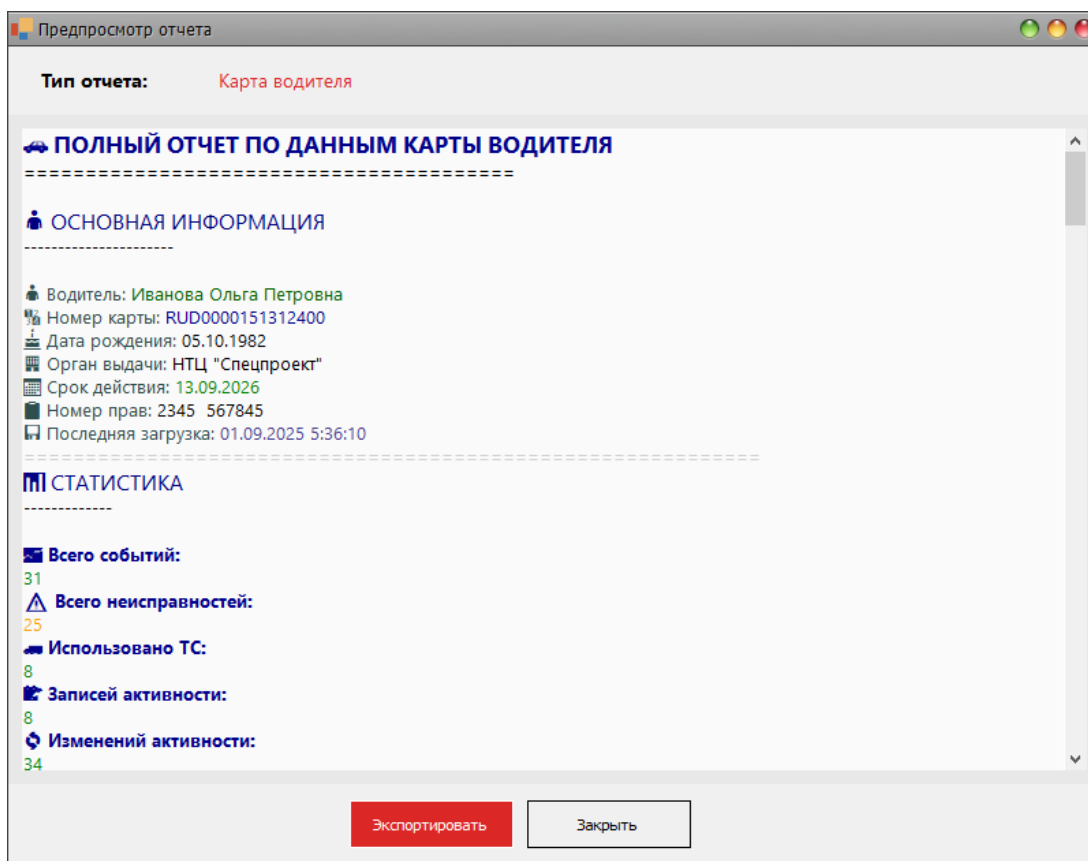 Предпросмотр отчета
Тип отчета: Карта водителя
ПОЛНЫЙ ОТЧЕТ ПО ДАННЫМ КАРТЫ ВОДИТЕЛЯ
========================================
ОСНОВНАЯ ИНФОРМАЦИЯ
----------------------
Водитель: Иванова Ольга Петровна
Номер карты: RUD0000151312400
Дата рождения: 05.10.1982
Орган выдачи: НТЦ "Спецпроект"
Срок действия: 13.09.2026
Номер прав: 2345 567845
Последняя загрузка: 01.09.2025 5:36:10
============================================================
СТАТИСТИКА
-------------
Всего событий:
31
Всего неисправностей:
25
Использовано ТС:
8
Записей активности:
8
Изменений активности:
34
Экспортировать Закрыть